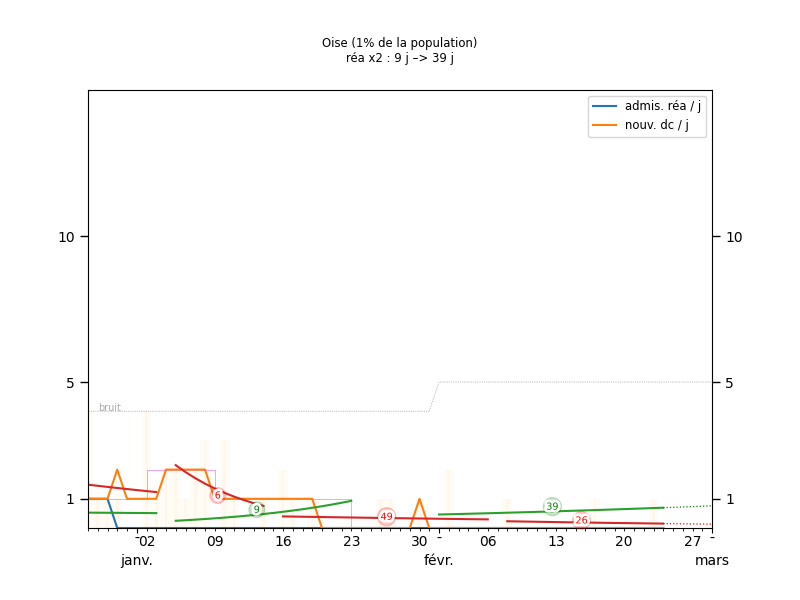 Oise (1% de la population)
réa x2 : 9 j –> 39 j
admis. réa / j
nouv. dc / j
10
10
5
5
bruit
1
1
6
9
49
39
26
02
09
16
23
30
06
13
20
27
janv.
févr.
mars